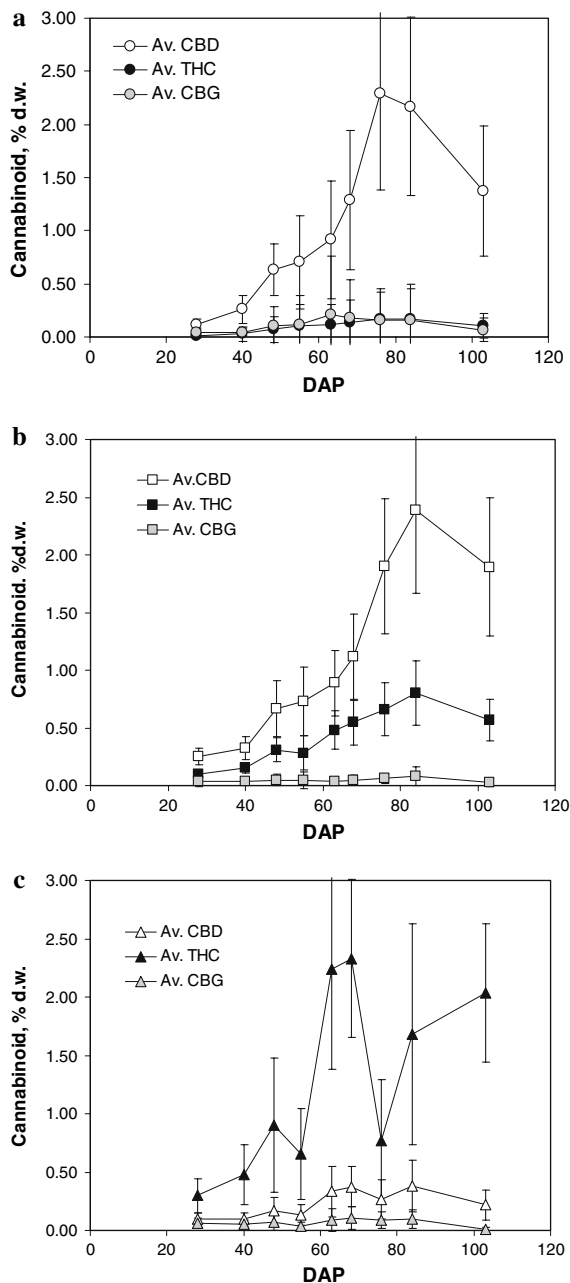 a
3.00
2.50
2.00
1.50
1.00
0.50
0.00
Cannabinoid, % d.w.
Av. CBD
Av. THC
Av. CBG
0 20 40 60 80 100 120
DAP
b
3.00
2.50
2.00
1.50
1.00
0.50
0.00
Cannabinoid. %d.w.
Av.CBD
Av. THC
Av. CBG
0 20 40 60 80 100 120
DAP
c
3.00
2.50
2.00
1.50
1.00
0.50
0.00
Cannabinoid, % d.w.
Av. CBD
Av. THC
Av. CBG
0 20 40 60 80 100 120
DAP